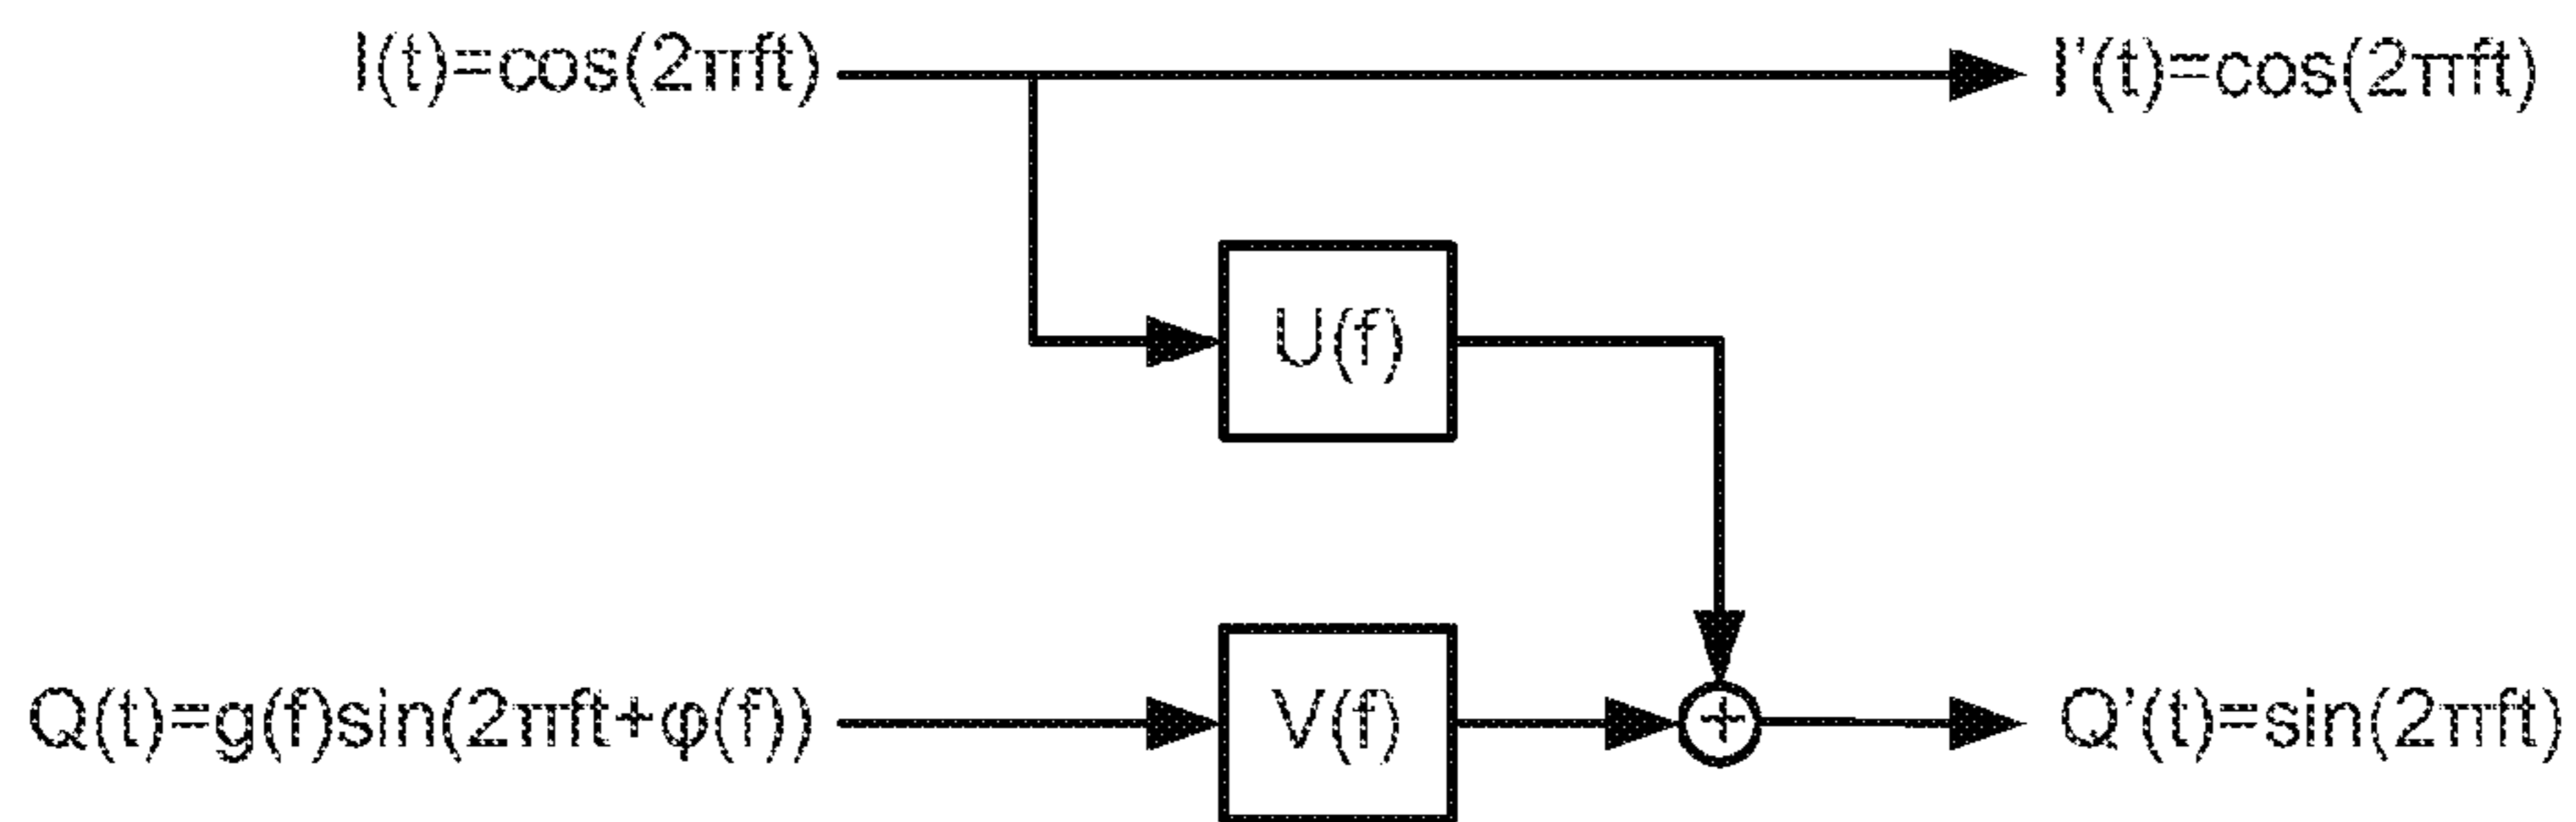 I(t)=cos(2πft)
I’(t)=cos(2πft)
U(f)
Q(t)=g(f)sin(2πft+φ(f))
V(f)
+
Q’(t)=sin(2πft)